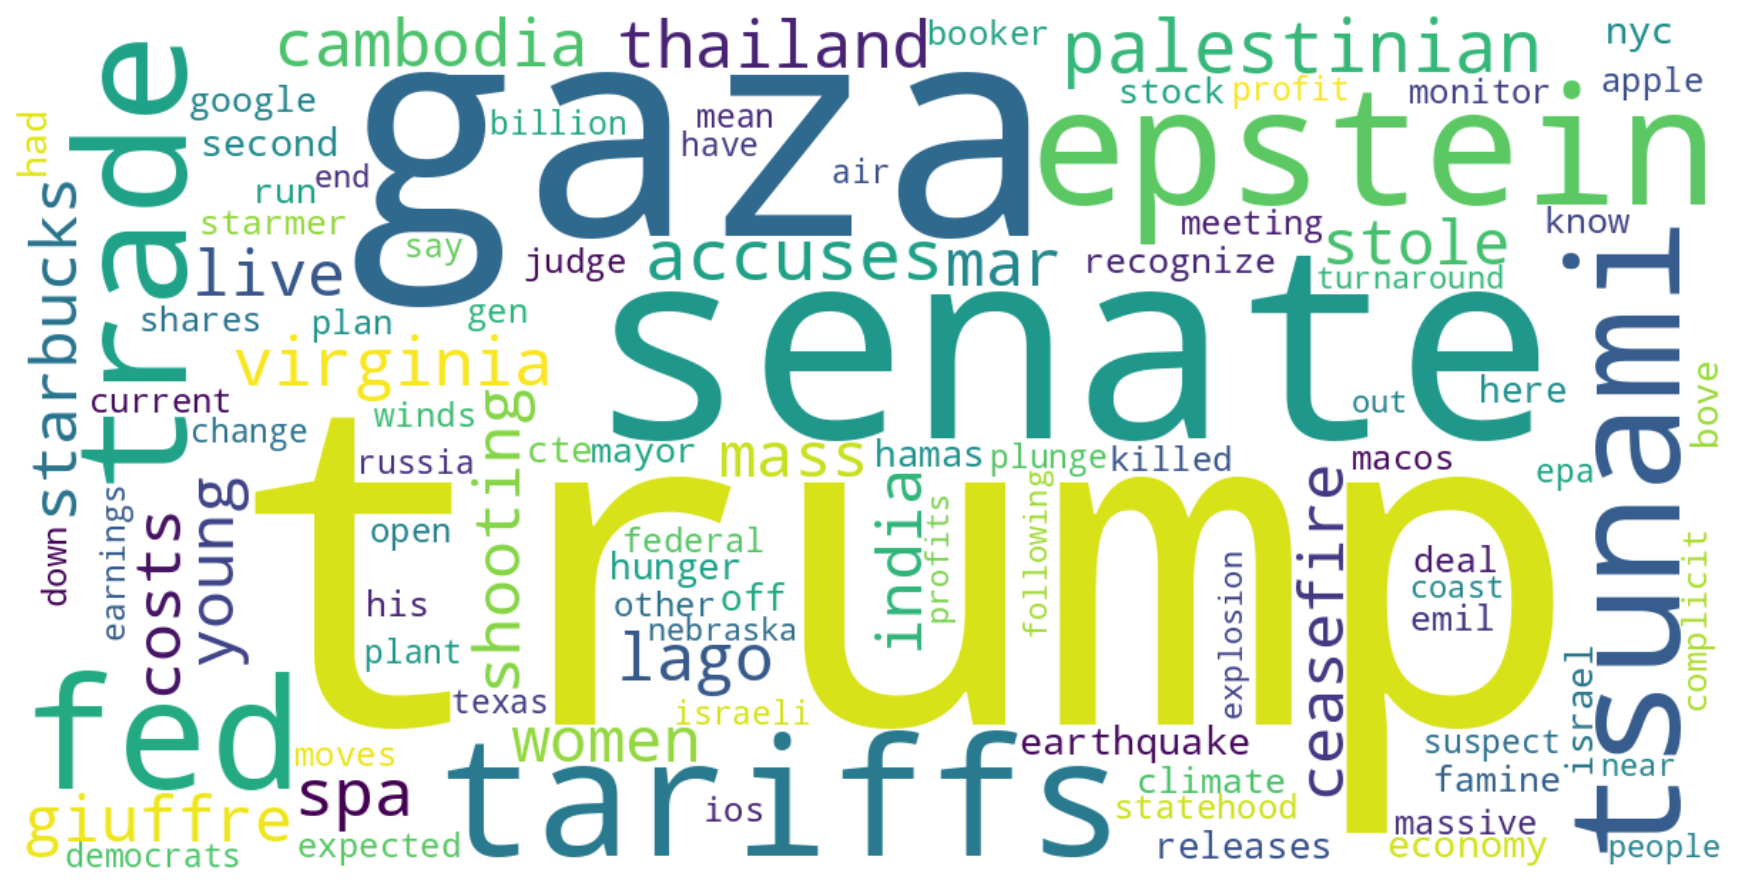 cambodia
thailand
booker
palestinian
nyc
google
gaza
stock
profit
monitor
apple
had
trade
second
billion
mean
have
epstein
run
end
air
starbucks
starmer
say
judge
accuses
mar
meeting
recognize
stole
know
live
turnaround
shares
plan
gen
senate
tsunami
virginia
current
winds
shooting
out
here
bove
change
russia
cte
mayor
mass
hamas
plunge
killed
macos
epa
young
trump
down
earnings
costs
open
federal
hunger
india
profits
following
explosion
ceasefire
deal
coast
emil
complicit
his
other
off
nebraska
plant
lago
texas
israeli
israel
fed
women
earthquake
suspect
near
moves
spa
tariffs
ios
climate
famine
statehood
giuffre
democrats
expected
releases
massive
economy
people